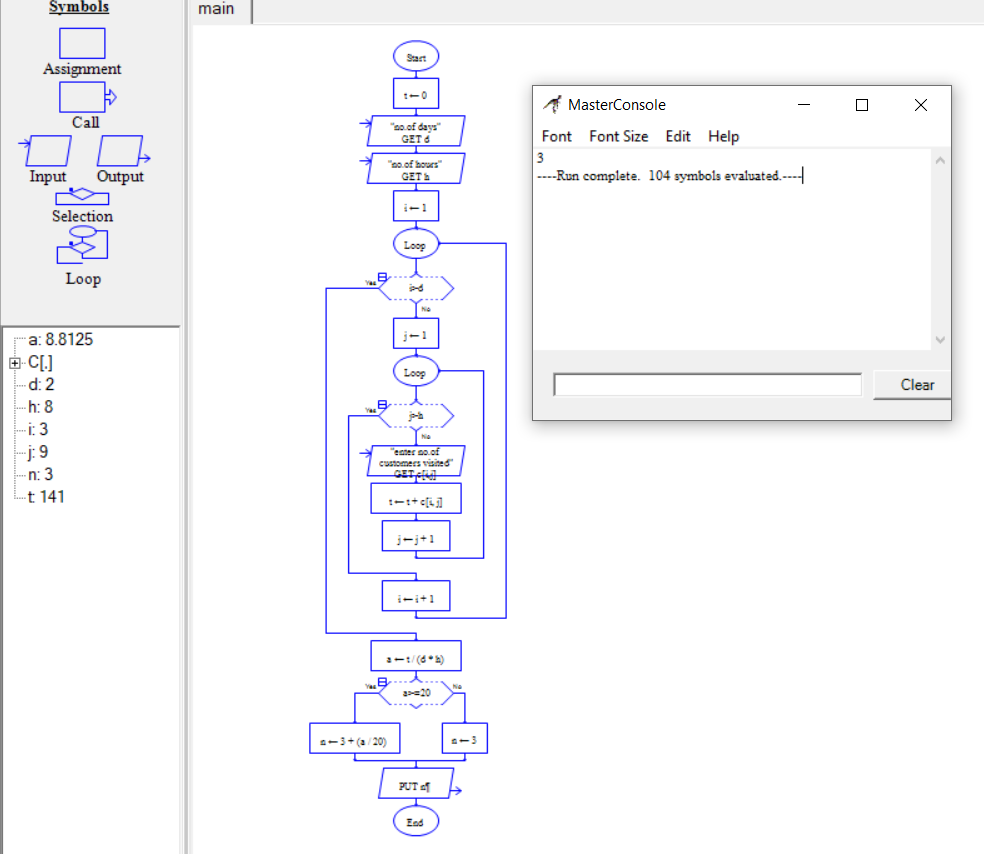 Symbols
Assignment
Call
Input Output
Selection
Loop
a: 8.8125
C[,]
d: 2
h: 8
i: 3
j: 9
n: 3
t: 141
main
Start
t ← 0
"no.of days"
GET d
"no.of hours"
GET h
i ← 1
Loop
Yes
i>d
No
j ← 1
Loop
Yes
j>h
No
"enter no.of
customers visited"
GET c[i,j]
t ← t + c[i, j]
j ← j + 1
i ← i + 1
a ← t / (d * h)
Yes a>=20 No
n ← 3 + (a / 20) n ← 3
PUT n¶
End
MasterConsole
Font Font Size Edit Help
3
----Run complete. 104 symbols evaluated.----
Clear